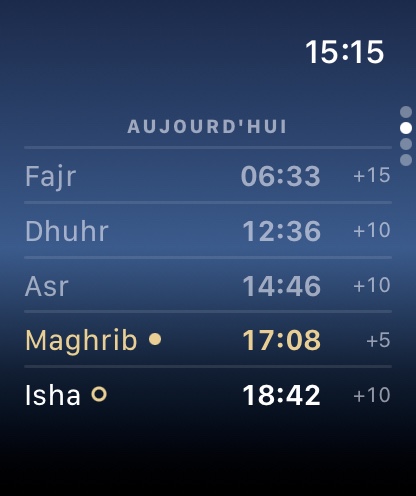 15:15
AUJOURD'HUI
Fajr 06:33 +15
Dhuhr 12:36 +10
Asr 14:46 +10
Maghrib 17:08 +5
Isha 18:42 +10